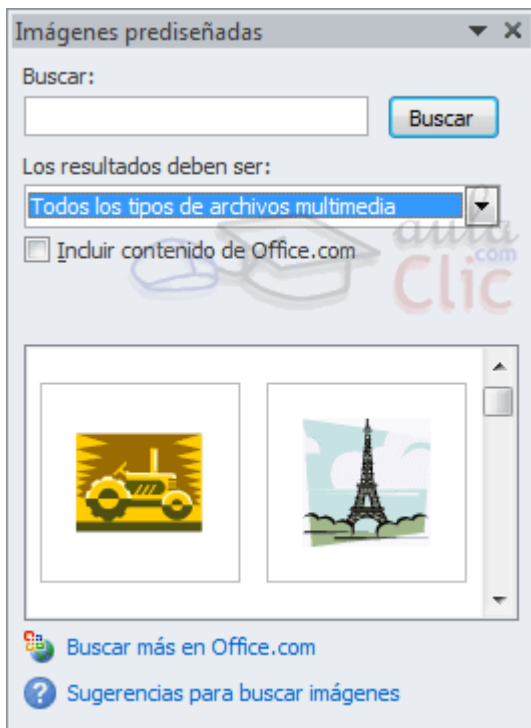 Imágenes prediseñadas
Buscar:
Buscar
Los resultados deben ser:
Todos los tipos de archivos multimedia
Incluir contenido de Office.com
aula
.com
Clic
Buscar más en Office.com
Sugerencias para buscar imágenes